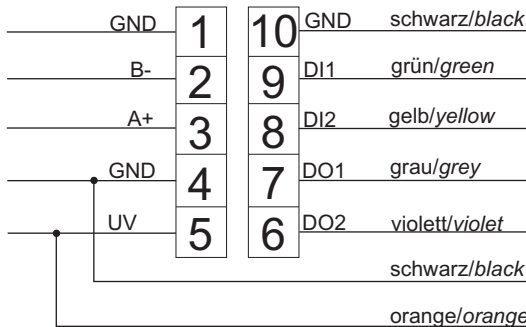 GND 1 10 GND schwarz/black
B- 2 9 DI1 grün/green
A+ 3 8 DI2 gelb/yellow
GND 4 7 DO1 grau/grey
UV 5 6 DO2 violett/violet
schwarz/black
orange/orange